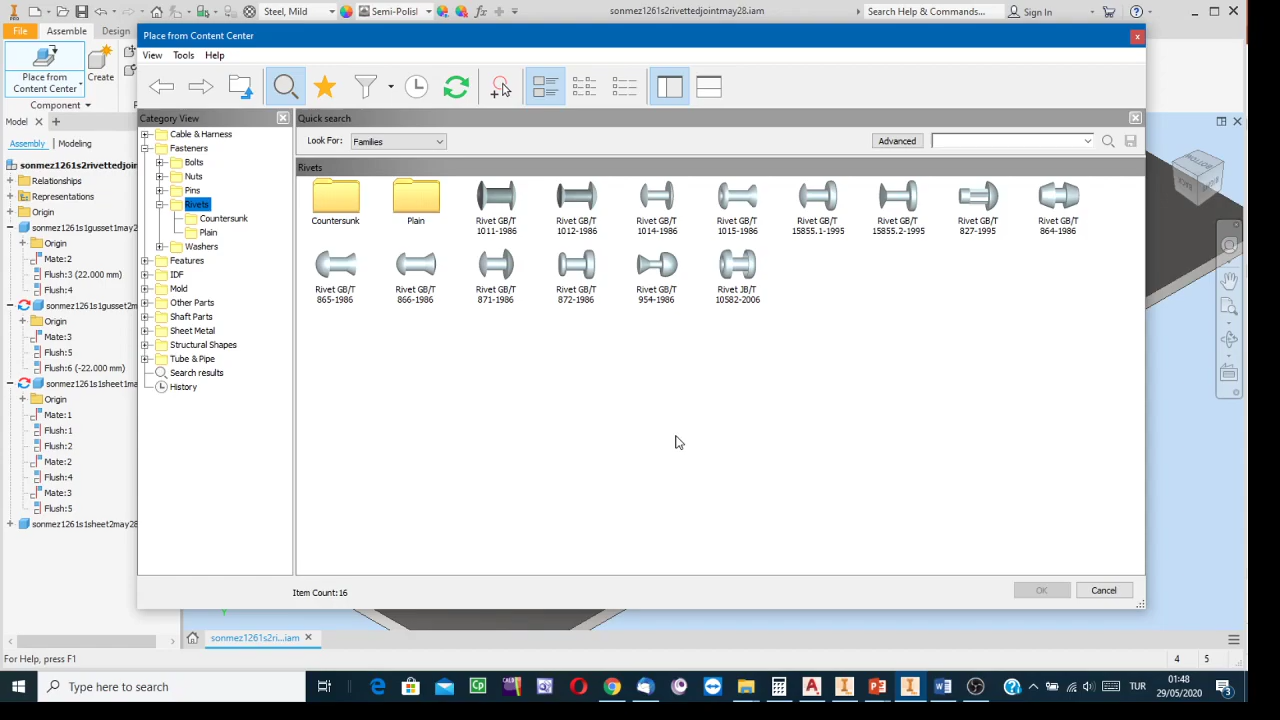 Steel, Mild
Semi-Polis
sonmez1261s2rivettedjointmay28.iam
Search Help & Commands...
Sign In
File
Assemble
Design
Place from
Content Center
Create
Component
Model
Assembly
Modeling
sonmez1261s2rivettedjoint
Relationships
Representations
Origin
sonmez1261s1gusset1may2
Origin
Mate:2
Flush:3 (22.000 mm)
Flush:4
sonmez1261s1gusset2m
Origin
Mate:3
Flush:5
Flush:6 (-22.000 mm)
sonmez1261s1sheet1ma
Origin
Mate:1
Flush:1
Flush:2
Mate:2
Flush:4
Mate:3
Flush:5
sonmez1261s1sheet2may28
Place from Content Center
View
Tools
Help
Category View
Cable & Harness
Fasteners
Bolts
Nuts
Pins
Rivets
Countersunk
Plain
Washers
Features
IDF
Mold
Other Parts
Shaft Parts
Sheet Metal
Structural Shapes
Tube & Pipe
Search results
History
Quick search
Look For:
Families
Advanced
Rivets
Countersunk
Plain
Rivet GB/T
1011-1986
Rivet GB/T
1012-1986
Rivet GB/T
1014-1986
Rivet GB/T
1015-1986
Rivet GB/T
15855.1-1995
Rivet GB/T
15855.2-1995
Rivet GB/T
827-1995
Rivet GB/T
864-1986
Rivet GB/T
865-1986
Rivet GB/T
866-1986
Rivet GB/T
871-1986
Rivet GB/T
872-1986
Rivet GB/T
954-1986
Rivet JB/T
10582-2006
Item Count:16
OK
Cancel
sonmez1261s2ri...iam
For Help, press F1
4
5
Type here to search
TUR
01:48
29/05/2020
3